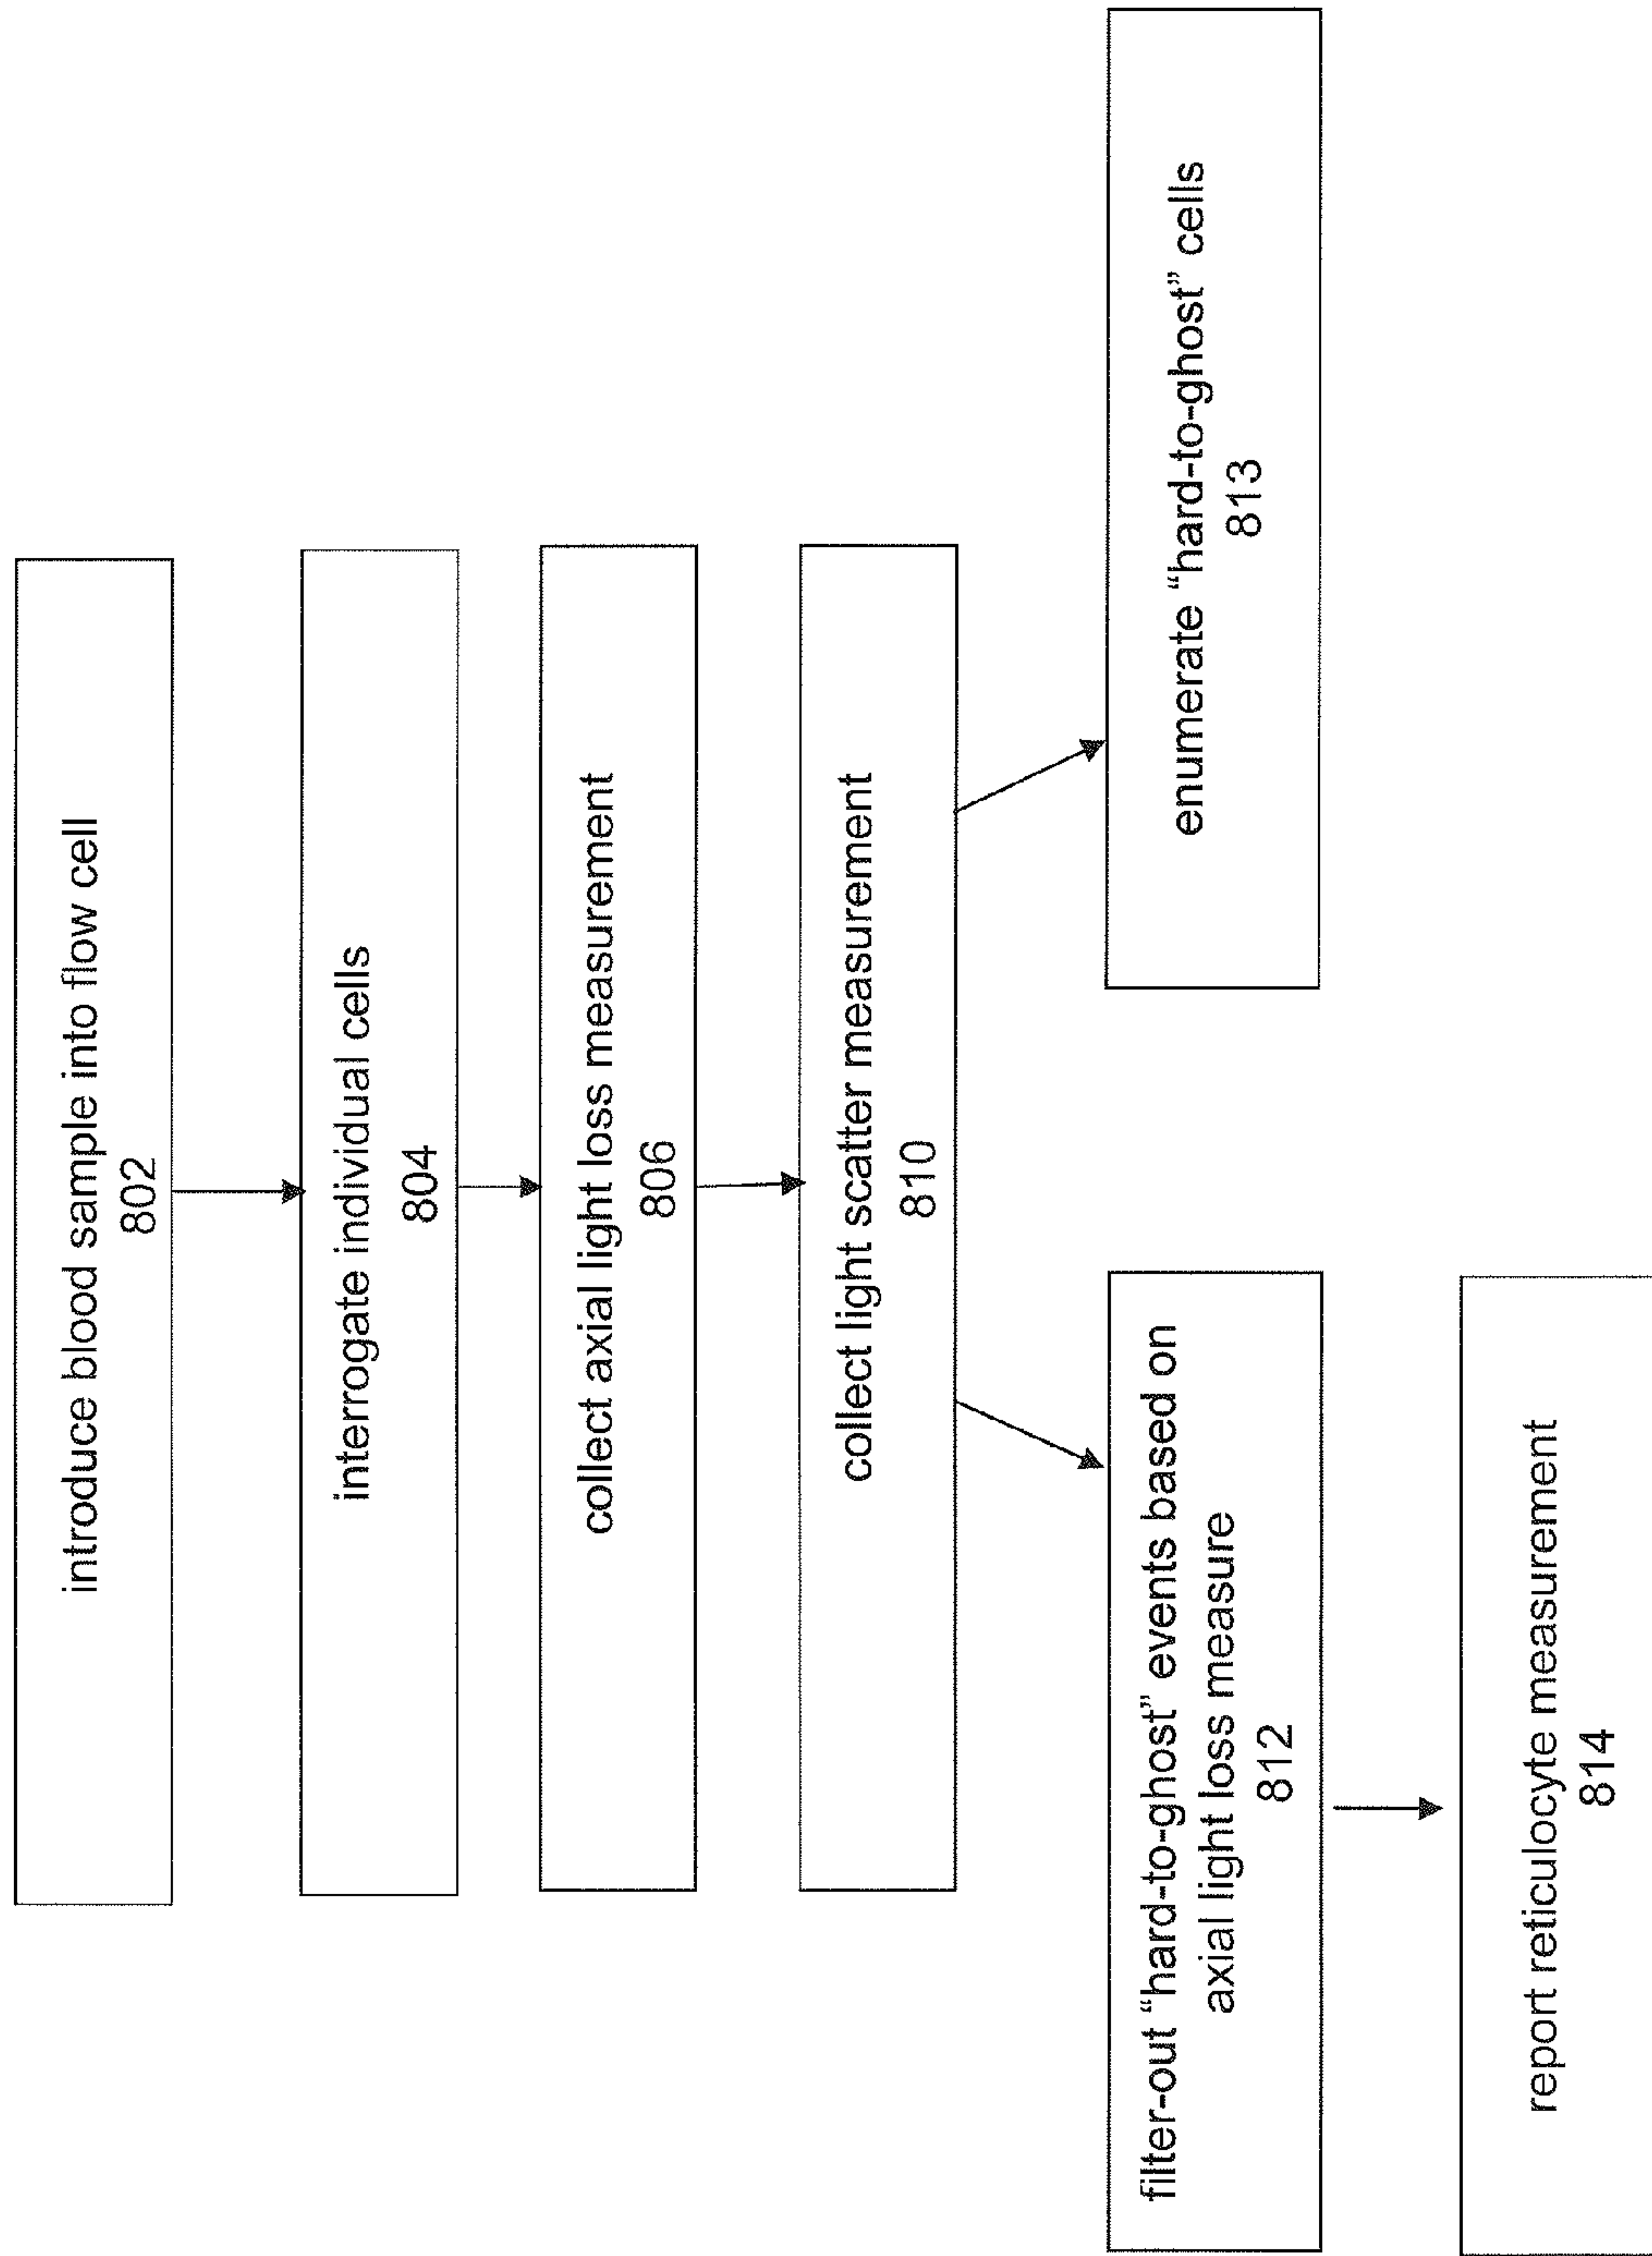 introduce blood sample into flow cell
802
interrogate individual cells
804
collect axial light loss measurement
806
collect light scatter measurement
810
filter-out “hard-to-ghost” events based on
axial light loss measure
812
enumerate “hard-to-ghost” cells
813
report reticulocyte measurement
814